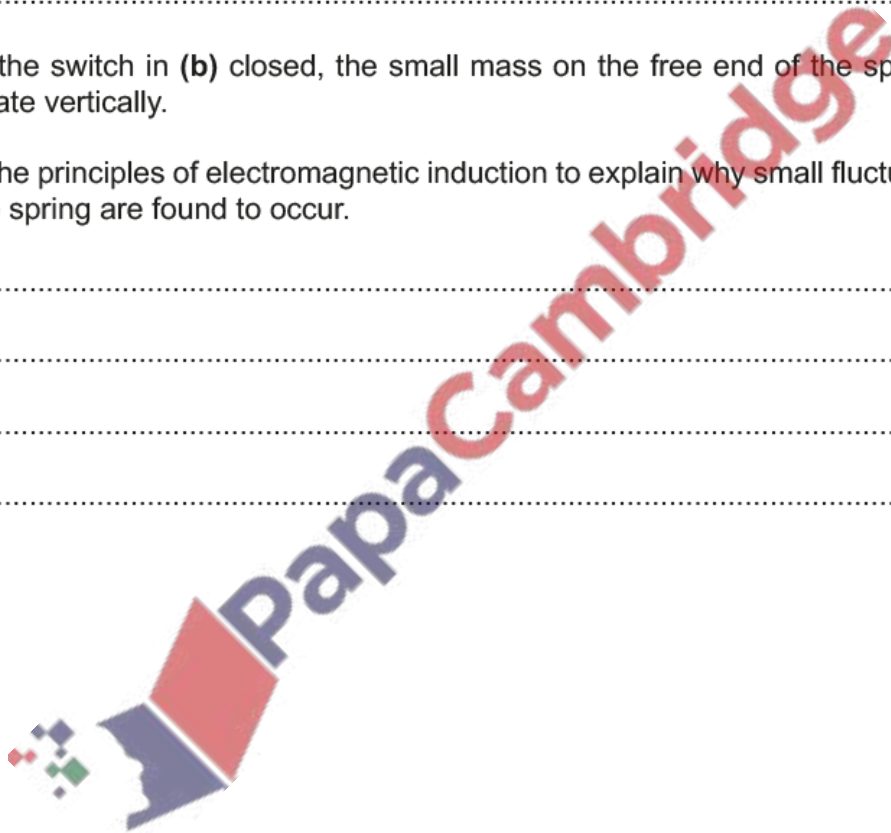 the switch in (b) closed, the small mass on the free end of the sp
ate vertically.
he principles of electromagnetic induction to explain why small fluctu
spring are found to occur.
PapaCambridge